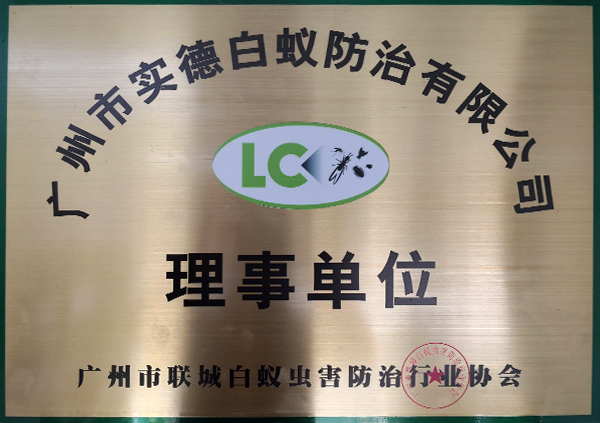 广州市实德白蚁防治有限公司
LC
理事单位
广州市联城白蚁虫害防治行业协会